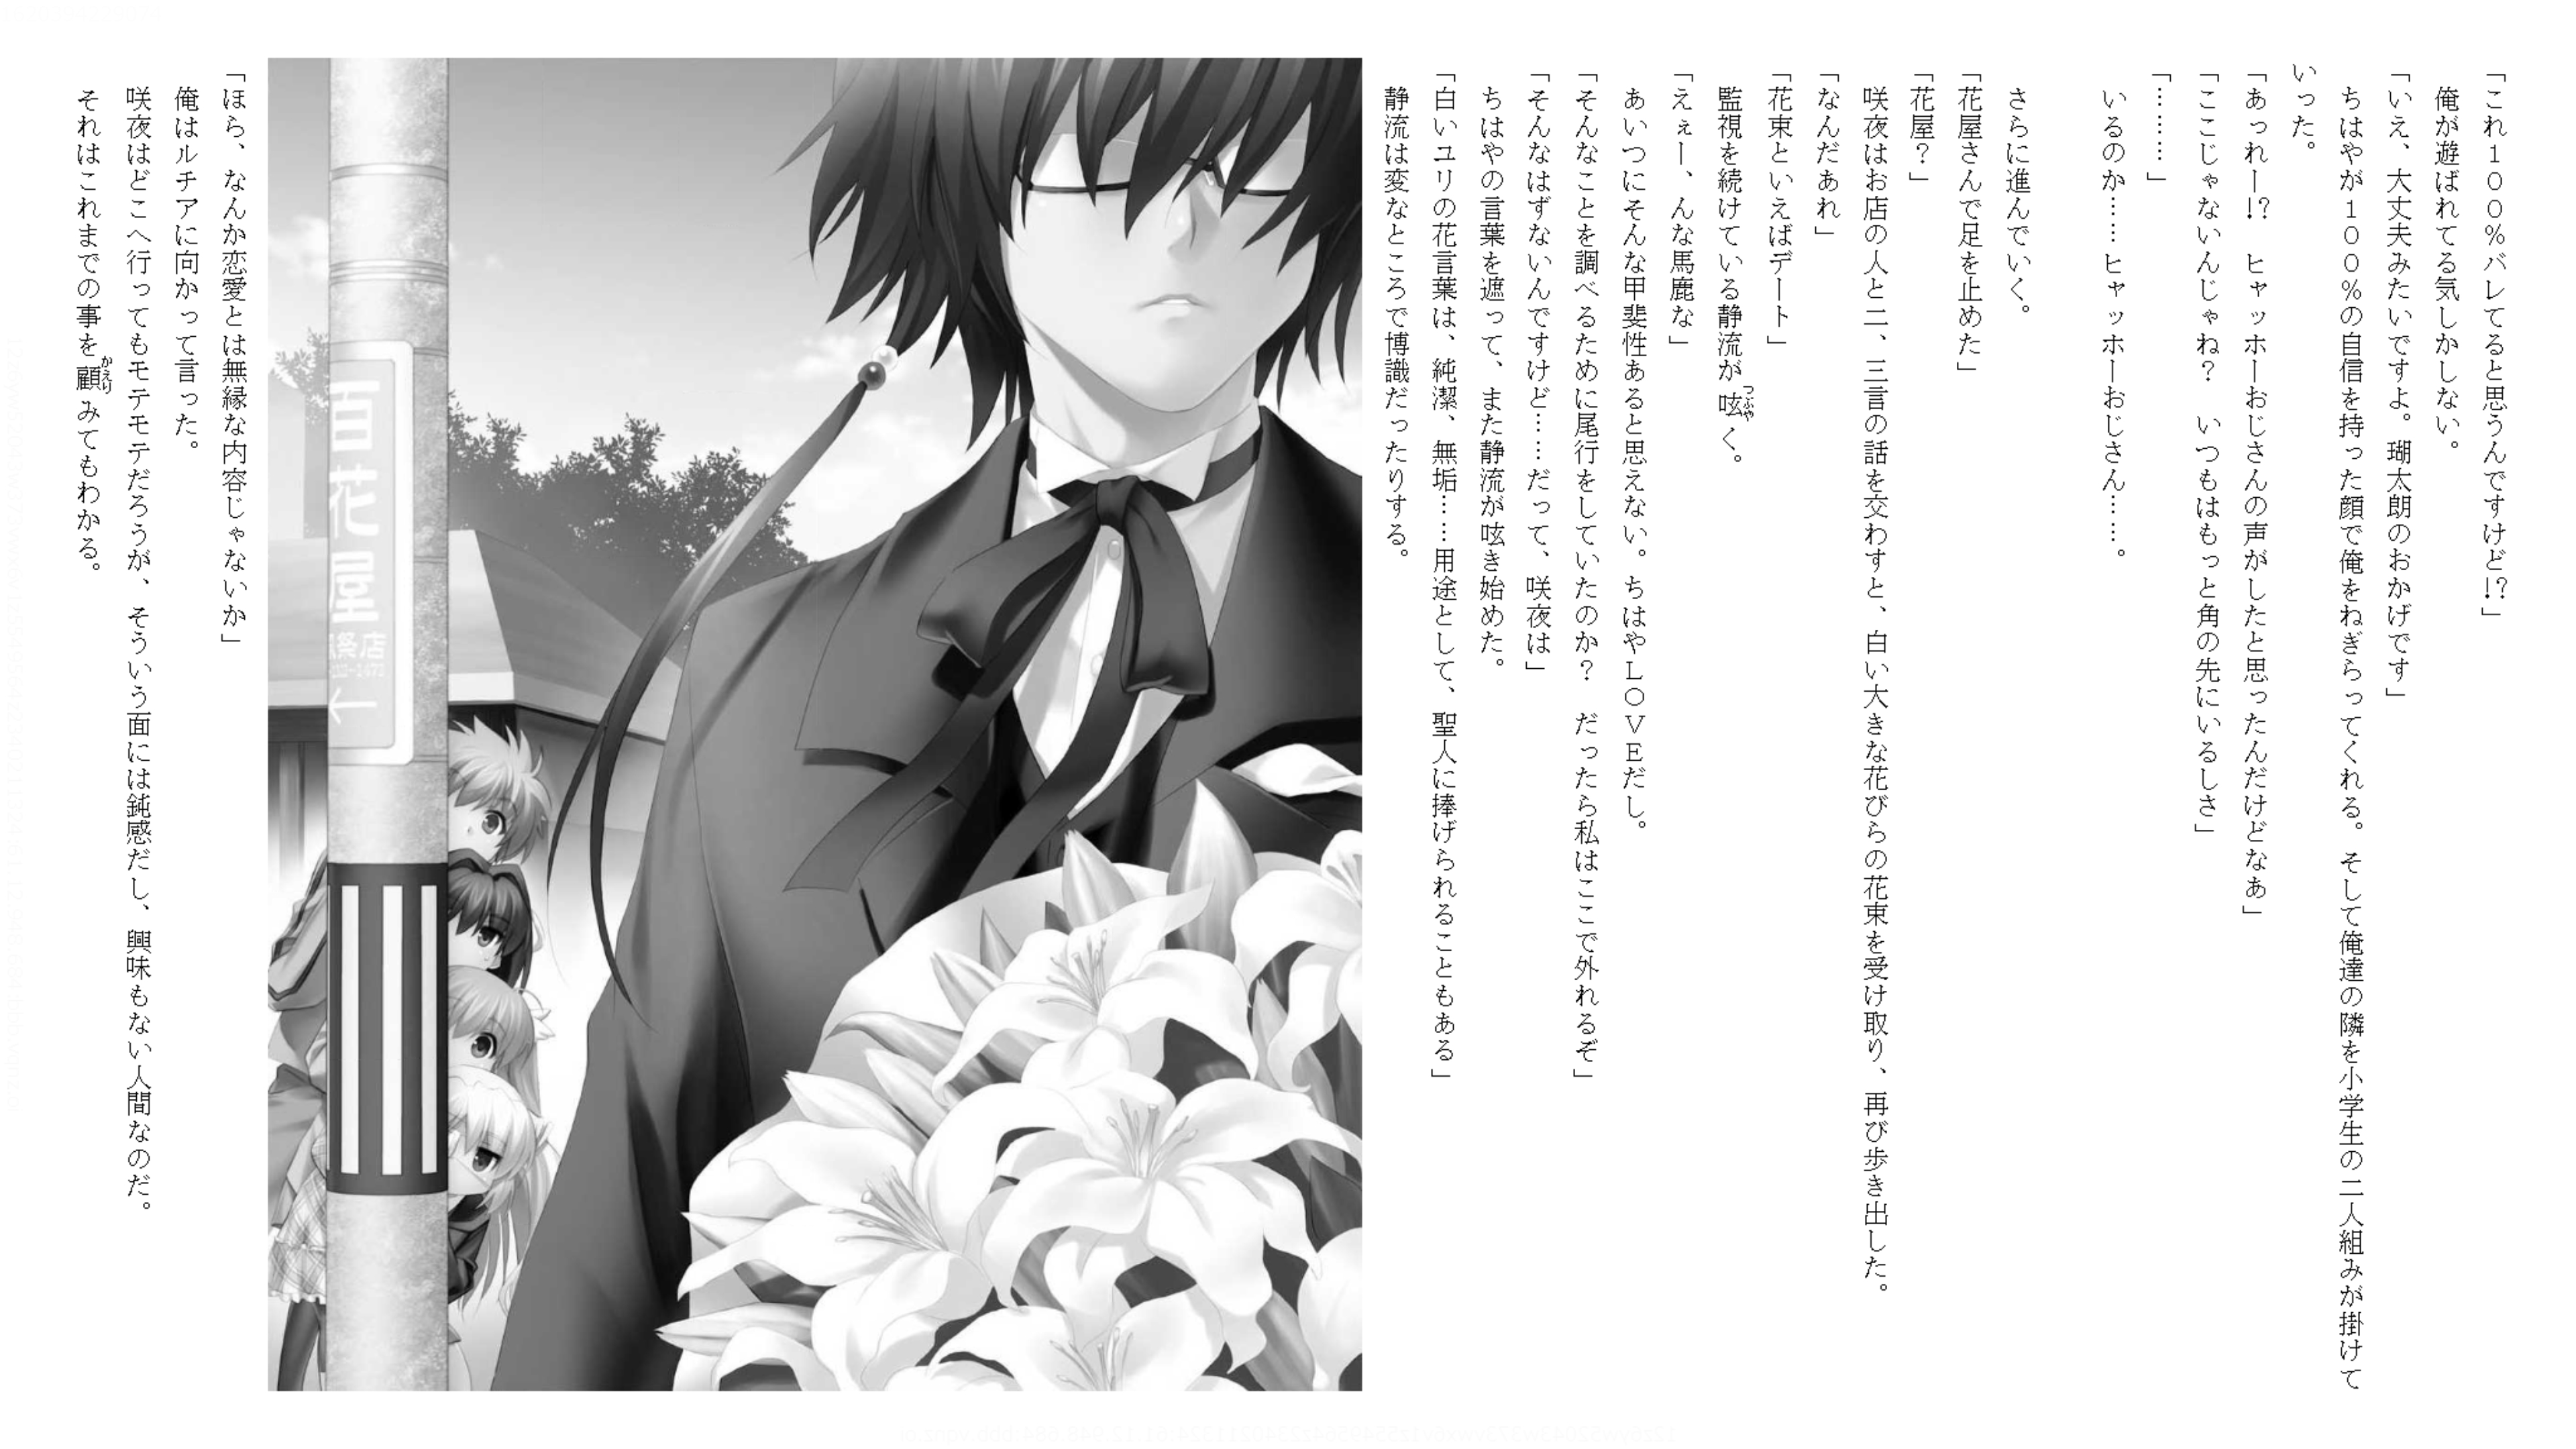 「これ100%バレてると思うんですけど!?」
俺が遊ばれてる気しかしない。
「いえ、大丈夫みたいですよ。瑚太朗のおかげです」
ちはやが100%の自信を持った顔で俺をねぎらってくれる。そして俺達の隣を小学生の二人組みが掛けて
いった。
「あっれー!? ヒャッホーおじさんの声がしたと思ったんだけどなあ」
「ここじゃないんじゃね? いつもはもっと角の先にいるしさ」
「………」
いるのか……ヒャッホーおじさん……。
さらに進んでいく。
「花屋さんで足を止めた」
「花屋?」
咲夜はお店の人と二、三言の話を交わすと、白い大きな花びらの花束を受け取り、再び歩き出した。
「なんだあれ」
「花束といえばデート」
監視を続けている静流が呟く。
「えぇー、んな馬鹿な」
あいつにそんな甲斐性あると思えない。ちはやLOVEだし。
「そんなことを調べるために尾行をしていたのか? だったら私はここで外れるぞ」
「そんなはずないんですけど……だって、咲夜は」
ちはやの言葉を遮って、また静流が呟き始めた。
「白いユリの花言葉は、純潔、無垢……用途として、聖人に捧げられることもある」
静流は変なところで博識だったりする。
百花屋
祭店
←
「ほら、なんか恋愛とは無縁な内容じゃないか」
俺はルチアに向かって言った。
咲夜はどこへ行ってもモテモテだろうが、そういう面には鈍感だし、興味もない人間なのだ。
それはこれまでの事を顧みてもわかる。